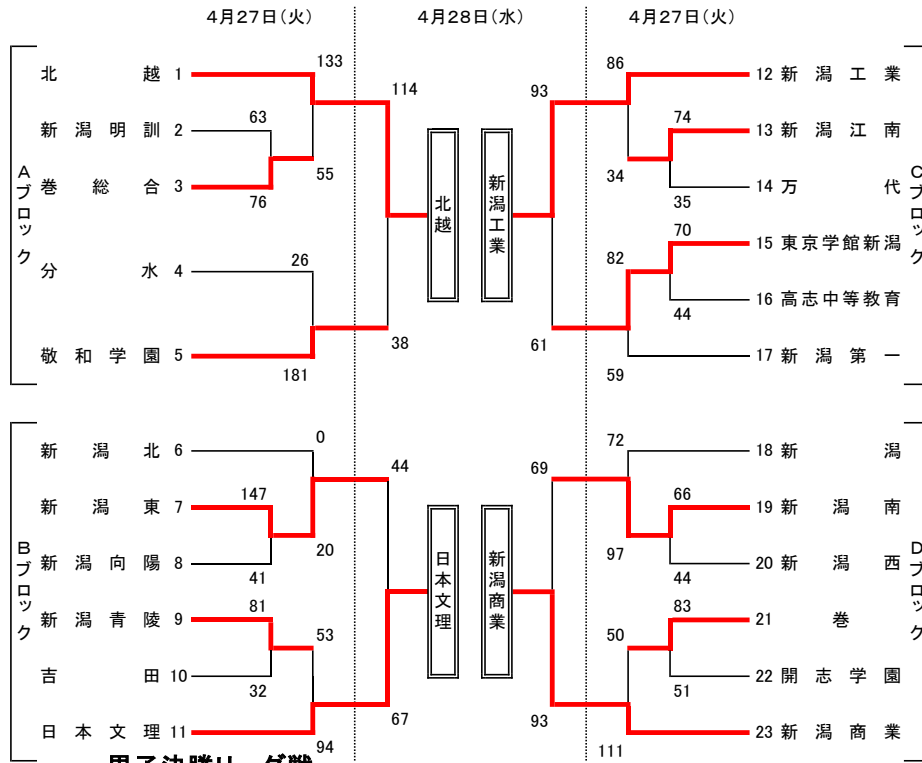 4月27日(火)
4月28日(水)
4月27日(火)
Aブロック
北越 1
新潟明訓 2
巻総合 3
分水 4
敬和学園 5
133
63
76
55
26
181
114
38
北越
新潟工業
93
61
86
74
34
35
70
82
44
59
12 新潟工業
13 新潟江南
14 万代
15 東京学館新潟
16 高志中等教育
17 新潟第一
Cブロック
Bブロック
新潟北 6
新潟東 7
新潟向陽 8
新潟青陵 9
吉田 10
日本文理 11
0
147
20
41
81
53
32
94
44
67
日本文理
新潟商業
69
93
72
66
97
44
83
50
51
111
18 新潟
19 新潟南
20 新潟西
21 巻
22 開志学園
23 新潟商業
Dブロック